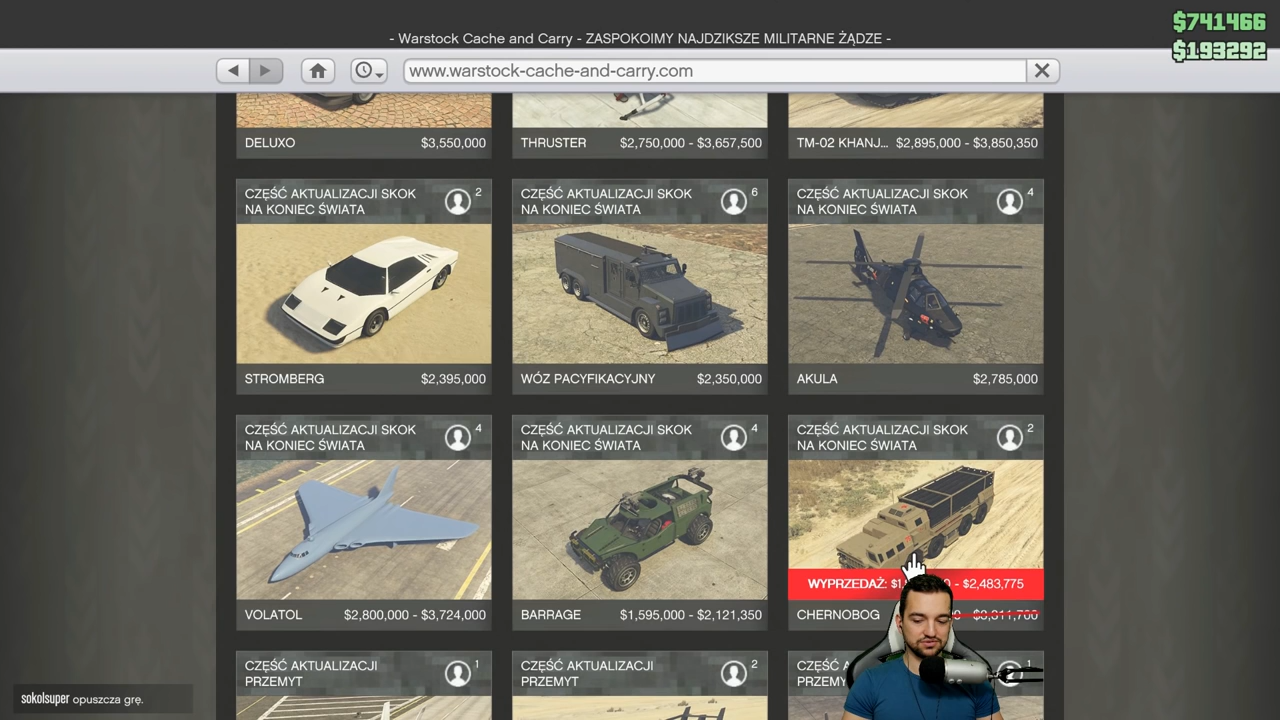 $741466
- Warstock Cache and Carry - ZASPOKOIMY NAJDZIKSZE MILITARNE ŻĄDZE -
$193292
www.warstock-cache-and-carry.com
DELUXO $3,550,000
THRUSTER $2,750,000 - $3,657,500
TM-02 KHANJ... $2,895,000 - $3,850,350
CZĘŚĆ AKTUALIZACJI SKOK
NA KONIEC ŚWIATA
2
CZĘŚĆ AKTUALIZACJI SKOK
NA KONIEC ŚWIATA
6
CZĘŚĆ AKTUALIZACJI SKOK
NA KONIEC ŚWIATA
4
STROMBERG $2,395,000
WÓZ PACYFIKACYJNY $2,350,000
AKULA $2,785,000
CZĘŚĆ AKTUALIZACJI SKOK
NA KONIEC ŚWIATA
4
CZĘŚĆ AKTUALIZACJI SKOK
NA KONIEC ŚWIATA
4
CZĘŚĆ AKTUALIZACJI SKOK
NA KONIEC ŚWIATA
2
WYPRZEDAŻ: - $2,483,775
VOLATOL $2,800,000 - $3,724,000
BARRAGE $1,595,000 - $2,121,350
CHERNOBOG - $3,311,700
CZĘŚĆ AKTUALIZACJI
PRZEMYT
1
CZĘŚĆ AKTUALIZACJI
PRZEMYT
2
1
sokolsuper opuszcza grę.